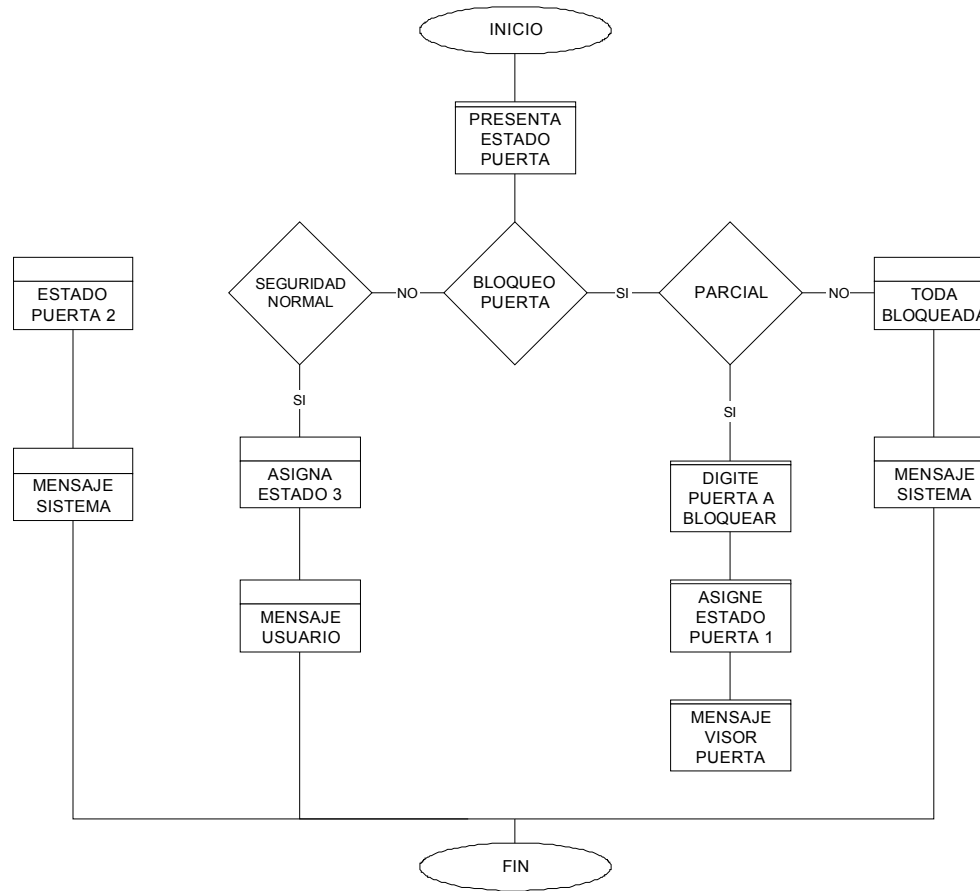 INICIO
PRESENTA
ESTADO
PUERTA
SEGURIDAD
NORMAL
NO
BLOQUEO
PUERTA
SI
PARCIAL
NO
TODA
BLOQUEADA
ESTADO
PUERTA 2
SI
SI
MENSAJE
SISTEMA
ASIGNA
ESTADO 3
DIGITE
PUERTA A
BLOQUEAR
MENSAJE
SISTEMA
MENSAJE
USUARIO
ASIGNE
ESTADO
PUERTA 1
MENSAJE
VISOR
PUERTA
FIN